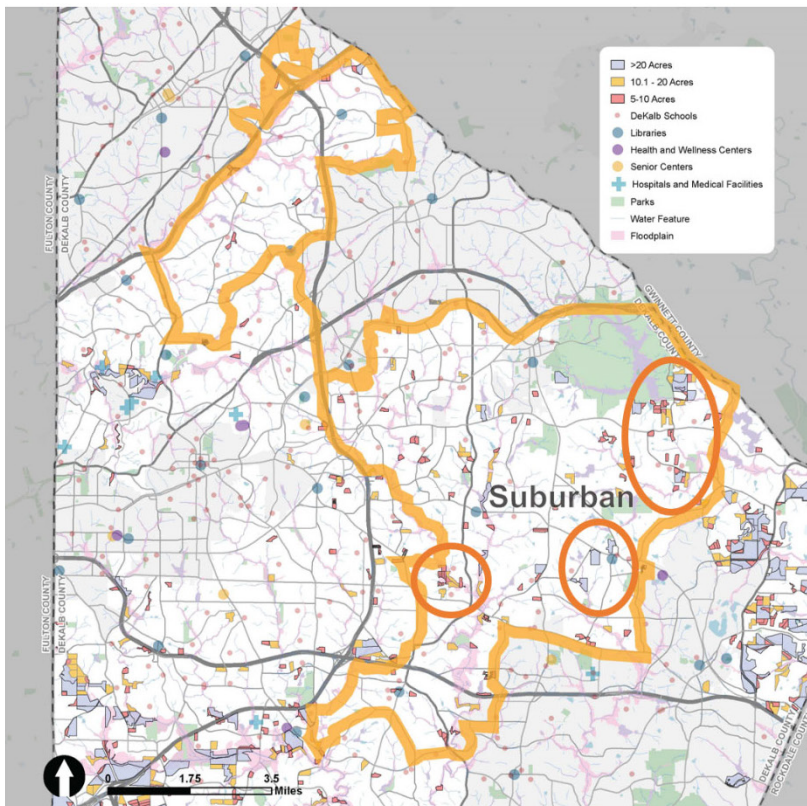 >20 Acres
10.1 - 20 Acres
5-10 Acres
DeKalb Schools
Libraries
Health and Wellness Centers
Senior Centers
Hospitals and Medical Facilities
Parks
Water Feature
Floodplain
FULTON COUNTY
DEKALB COUNTY
GWINNETT COUNTY
DEKALB COUNTY
Suburban
FULTON COUNTY
DEKALB COUNTY
DEKALB COUNTY
ROCKDALE COUNTY
0 1.75 3.5
Miles